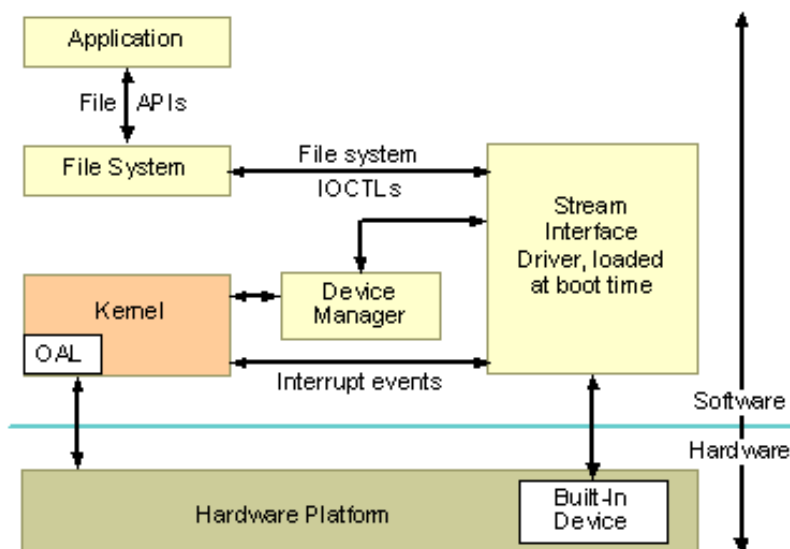 Application
File APIs
File System
File system
IOCTLs
Stream
Interface
Driver, loaded
at boot time
Device
Manager
Kernel
OAL
Interrupt events
Software
Hardware
Hardware Platform
Built-In
Device